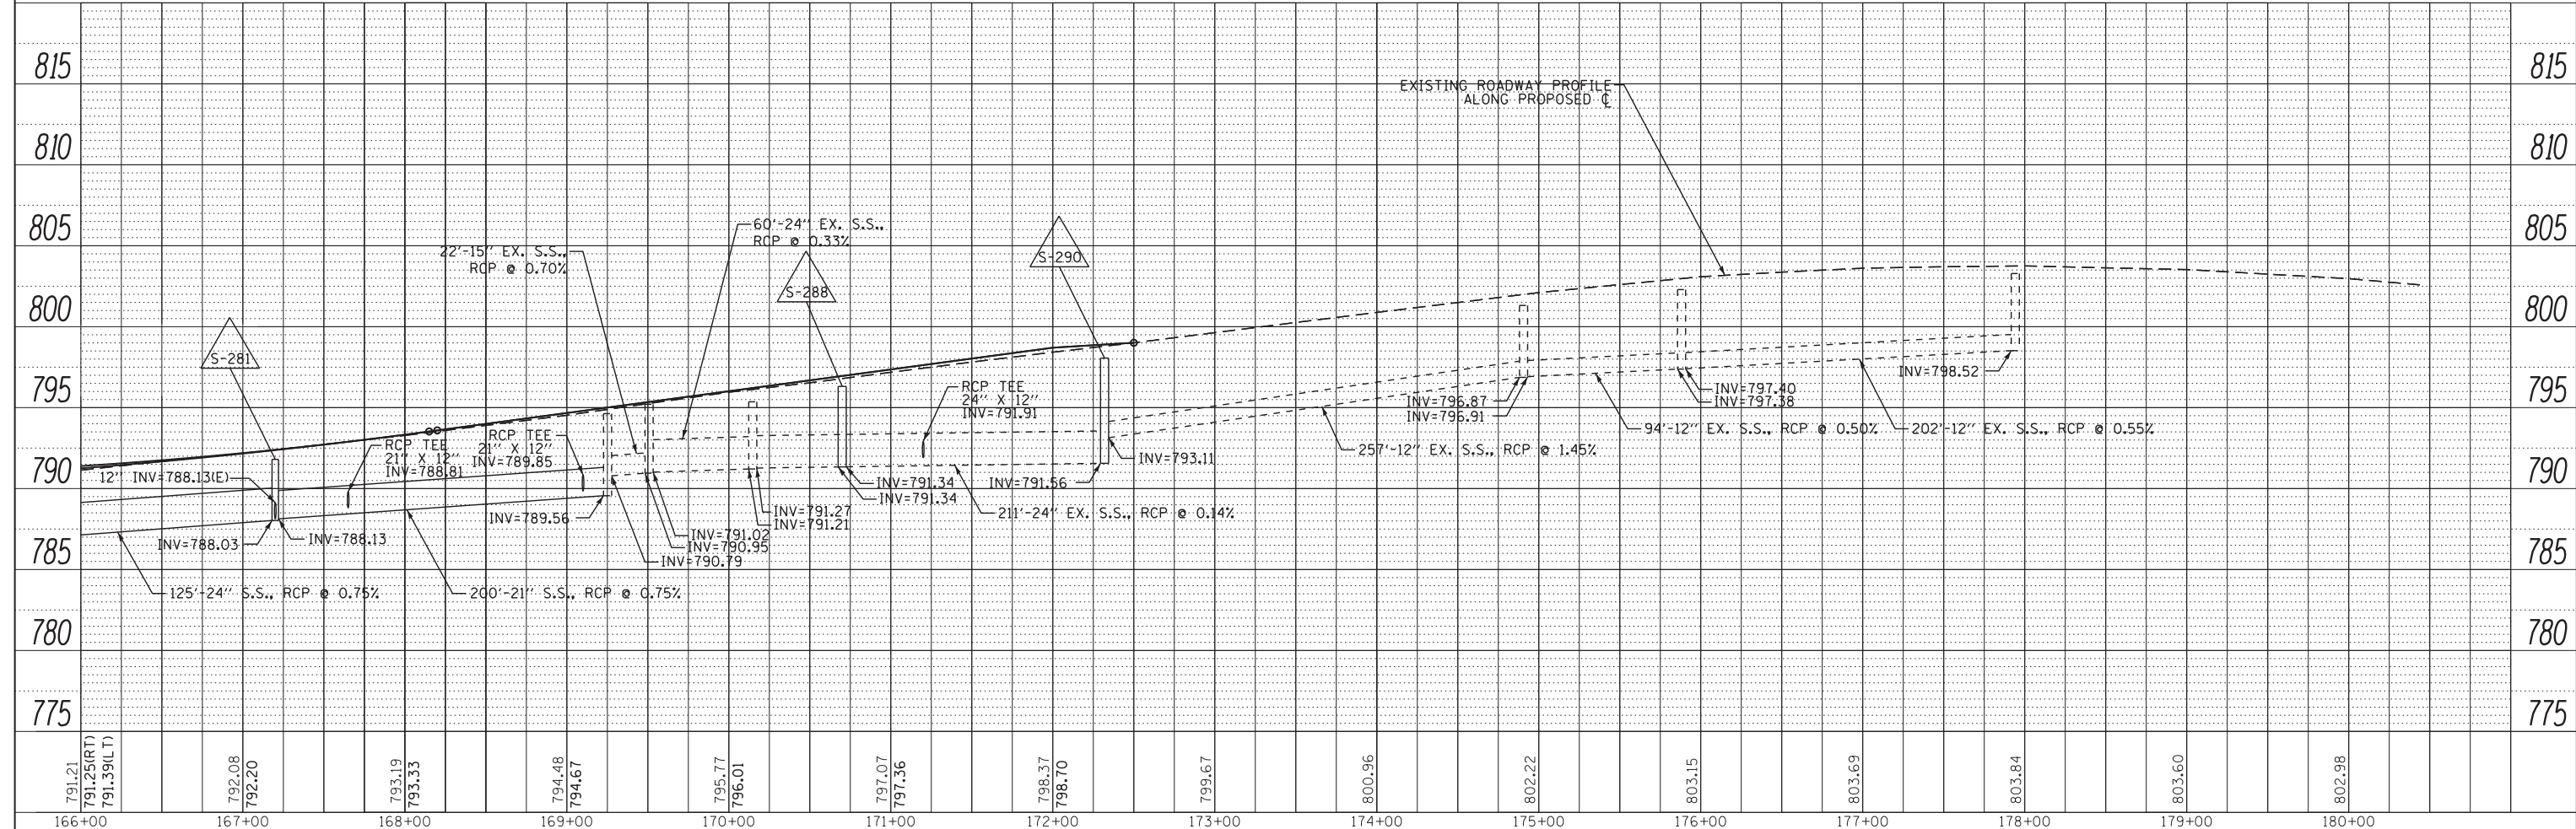 815
815
EXISTING ROADWAY PROFILE
ALONG PROPOSED ℄
810
810
805
805
60'-24" EX. S.S.,
RCP @ 0.33%
22'-15" EX. S.S.,
RCP @ 0.70%
S-290
S-288
800
800
S-281
795
795
INV=798.52
RCP TEE
24" X 12"
INV=791.91
INV=797.40
INV=797.38
INV=796.87
INV=796.91
94'-12" EX. S.S., RCP @ 0.50%
202'-12" EX. S.S., RCP @ 0.55%
257'-12" EX. S.S., RCP @ 1.45%
RCP TEE
21" X 12"
INV=788.81
RCP TEE
21" X 12"
INV=789.85
790
790
12" INV=788.13(E)
INV=793.11
INV=791.34
INV=791.34
INV=791.56
211'-24" EX. S.S., RCP @ 0.14%
INV=791.27
INV=791.21
INV=789.56
INV=791.02
INV=790.95
INV=790.79
INV=788.03
INV=788.13
785
785
125'-24" S.S., RCP @ 0.75%
200'-21" S.S., RCP @ 0.75%
780
780
775
775
791.21
791.25(RT)
791.39(LT)
792.08
792.20
793.19
793.33
794.48
794.67
795.77
796.01
797.07
797.36
798.37
798.70
799.67
800.96
802.22
803.15
803.69
803.84
803.60
802.98
166+00
167+00
168+00
169+00
170+00
171+00
172+00
173+00
174+00
175+00
176+00
177+00
178+00
179+00
180+00